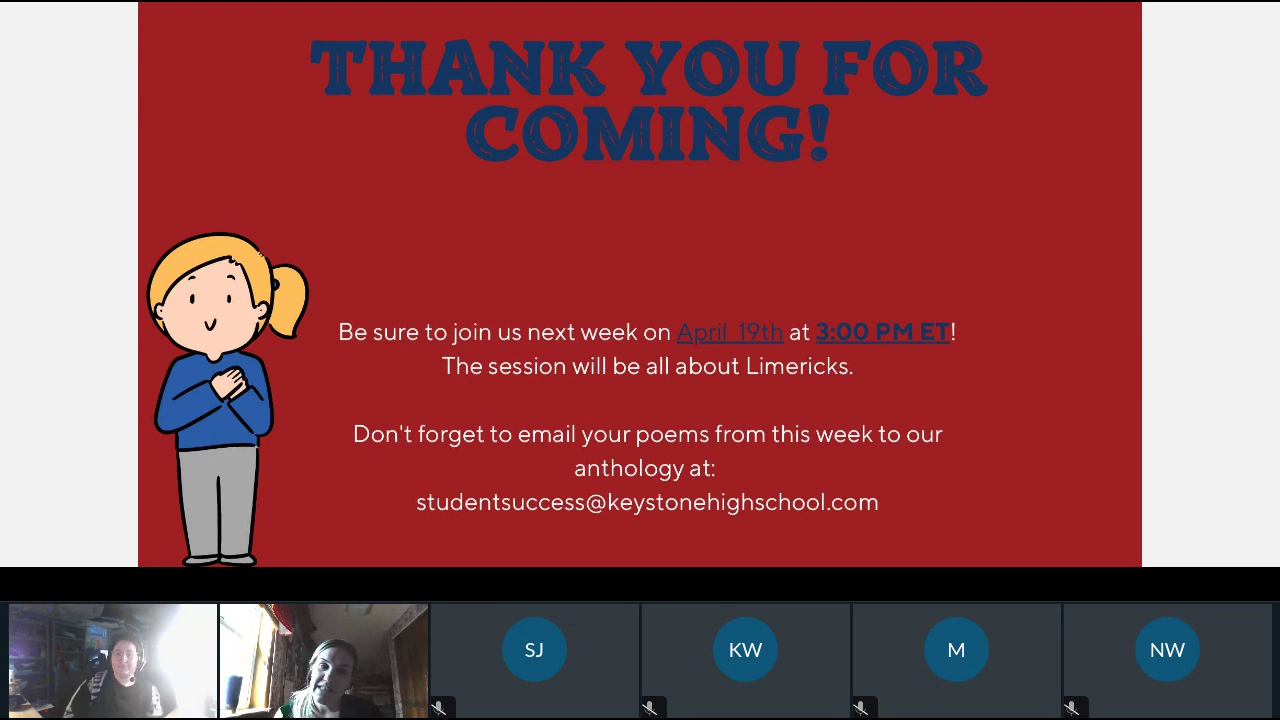 THANK YOU FOR
COMING!
Be sure to join us next week on April 19th at 3:00 PM ET!
The session will be all about Limericks.
Don't forget to email your poems from this week to our
anthology at:
studentsuccess@keystonehighschool.com
SJ
KW
M
NW